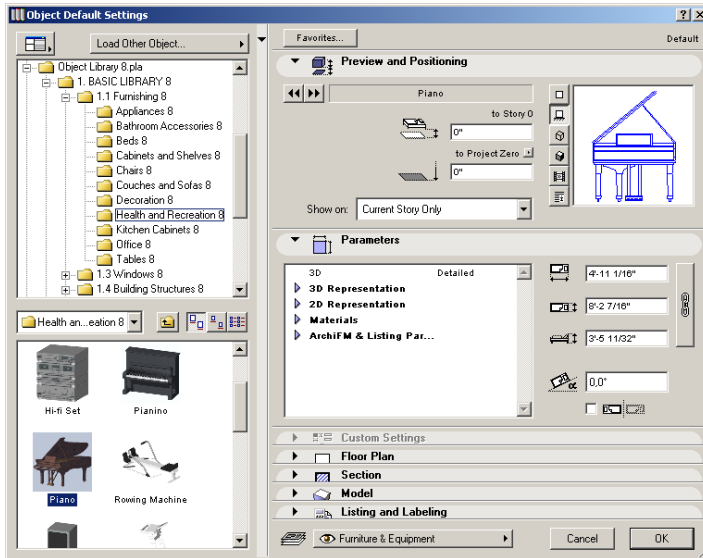 Object Default Settings
Load Other Object...
Object Library 8.pla
1. BASIC LIBRARY 8
1.1 Furnishing 8
Appliances 8
Bathroom Accessories 8
Beds 8
Cabinets and Shelves 8
Chairs 8
Couches and Sofas 8
Decoration 8
Health and Recreation 8
Kitchen Cabinets 8
Office 8
Tables 8
1.3 Windows 8
1.4 Building Structures 8
Health an...eation 8
Hi-fi Set
Pianino
Piano
Rowing Machine
Favorites...
Default
Preview and Positioning
Piano
to Story 0
0"
to Project Zero
0"
Show on: Current Story Only
Parameters
3D Detailed
3D Representation
2D Representation
Materials
ArchiFM & Listing Par...
4'-11 1/16"
8'-2 7/16"
3'-5 11/32"
α 0,0°
Custom Settings
Floor Plan
Section
Model
Listing and Labeling
Furniture & Equipment
Cancel
OK